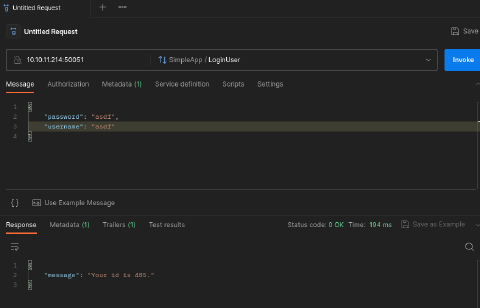 Untitled Request
Untitled Request
Save
10.10.11.214:50051
SimpleApp / LoginUser
Invoke
Message Authorization Metadata (1) Service definition Scripts Settings
1 {
2 "password": "asdf",
3 "username": "asdf"
4 }
{} Use Example Message
Response Metadata (1) Trailers (1) Test results Status code: 0 OK Time: 194 ms Save as Example
1 {
2 "message": "Your id is 485."
3 }